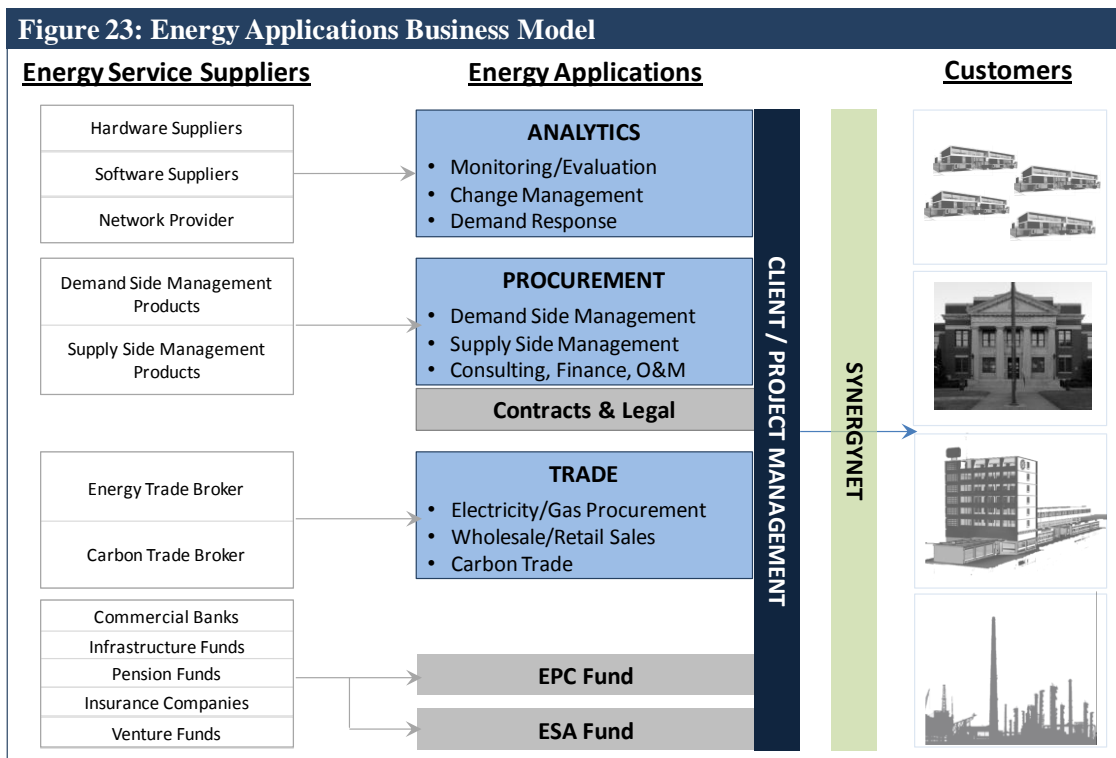 Figure 23: Energy Applications Business Model
Energy Service Suppliers
Energy Applications
Customers
Hardware Suppliers
Software Suppliers
Network Provider
ANALYTICS
• Monitoring/Evaluation
• Change Management
• Demand Response
Demand Side Management
Products
Supply Side Management
Products
PROCUREMENT
• Demand Side Management
• Supply Side Management
• Consulting, Finance, O&M
Contracts & Legal
Energy Trade Broker
Carbon Trade Broker
TRADE
• Electricity/Gas Procurement
• Wholesale/Retail Sales
• Carbon Trade
Commercial Banks
Infrastructure Funds
Pension Funds
Insurance Companies
Venture Funds
EPC Fund
ESA Fund
CLIENT / PROJECT MANAGEMENT
SYNERGYNET